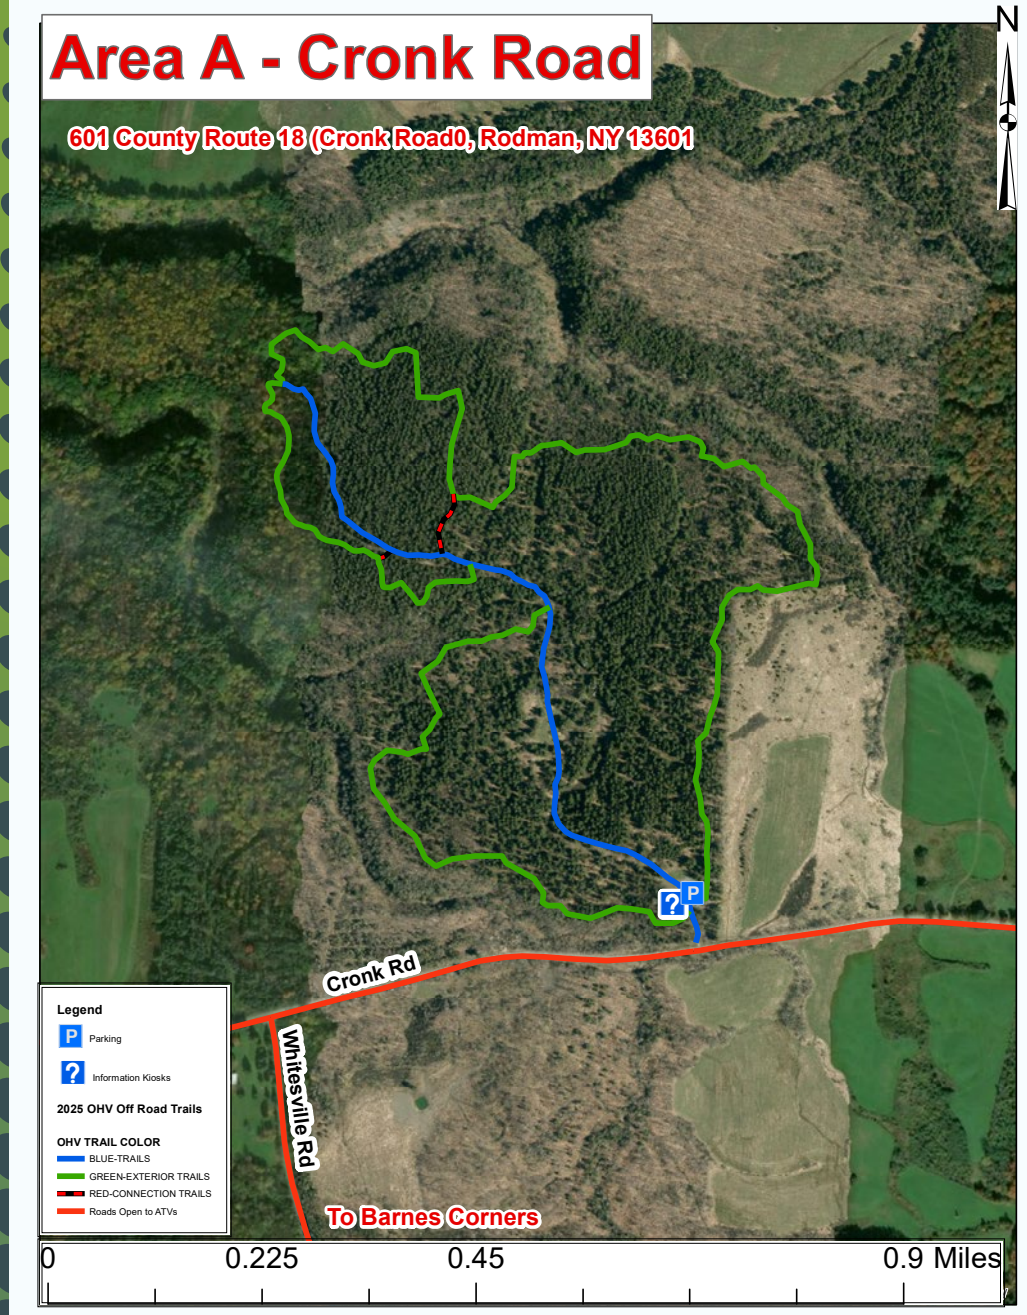 N
Area A - Cronk Road
601 County Route 18 (Cronk Road0, Rodman, NY 13601
P
?
Cronk Rd
Whitesville Rd
To Barnes Corners
Legend
P Parking
? Information Kiosks
2025 OHV Off Road Trails
OHV TRAIL COLOR
BLUE-TRAILS
GREEN-EXTERIOR TRAILS
RED-CONNECTION TRAILS
Roads Open to ATVs
0 0.225 0.45 0.9 Miles